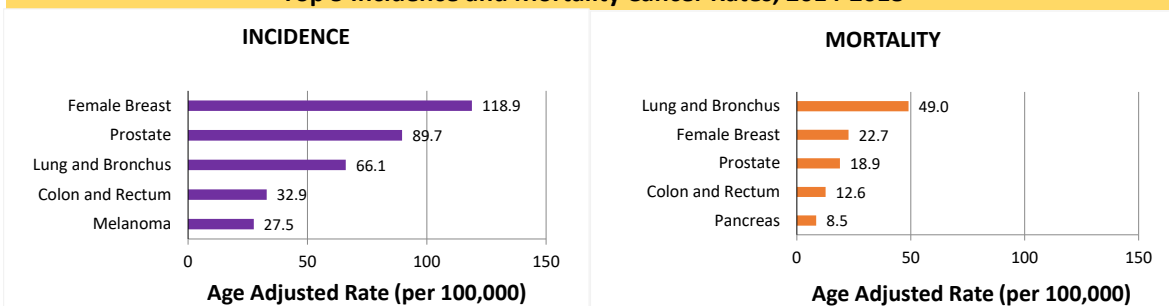 INCIDENCE
Female Breast 118.9
Prostate 89.7
Lung and Bronchus 66.1
Colon and Rectum 32.9
Melanoma 27.5
0 50 100 150
Age Adjusted Rate (per 100,000)
MORTALITY
Lung and Bronchus 49.0
Female Breast 22.7
Prostate 18.9
Colon and Rectum 12.6
Pancreas 8.5
0 50 100 150
Age Adjusted Rate (per 100,000)